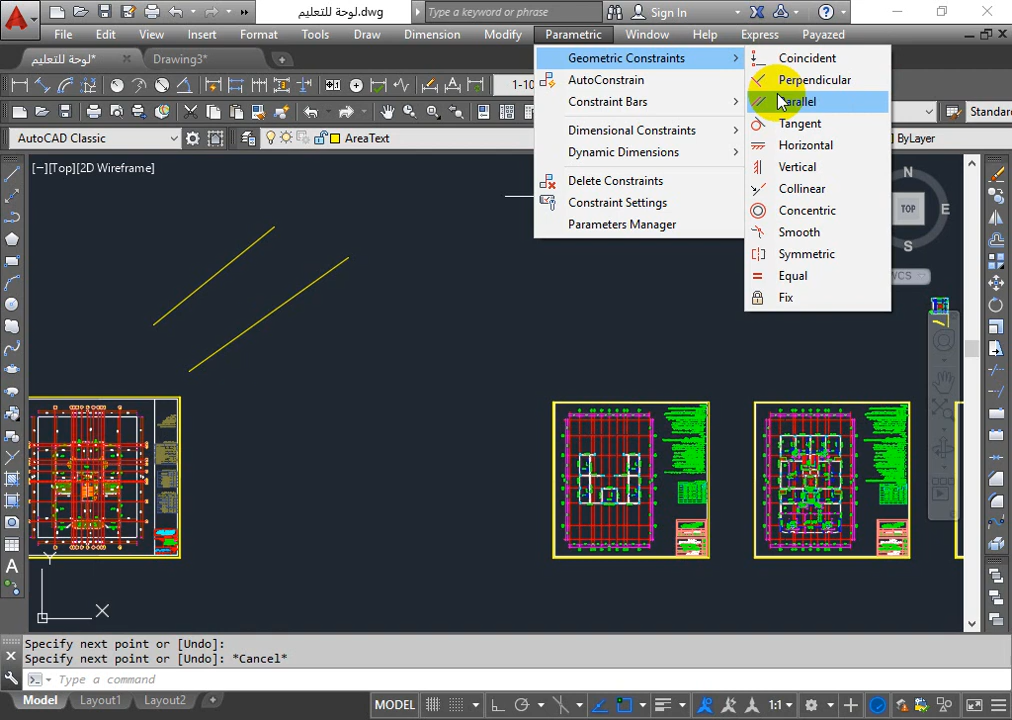 لوحة للتعليم.dwg
Type a keyword or phrase
Sign In
File Edit View Insert Format Tools Draw Dimension Modify Parametric Window Help Express Payazed
لوحة للتعليم*
Drawing3*
1-10
Standard
AutoCAD Classic
AreaText
ByLayer
[−][Top][2D Wireframe]
Geometric Constraints
AutoConstrain
Constraint Bars
Dimensional Constraints
Dynamic Dimensions
Delete Constraints
Constraint Settings
Parameters Manager
Coincident
Perpendicular
Parallel
Tangent
Horizontal
Vertical
Collinear
Concentric
Smooth
Symmetric
Equal
Fix
N
TOP
E
S
WCS
Y
X
Specify next point or [Undo]:
Specify next point or [Undo]: *Cancel*
Type a command
Model Layout1 Layout2 +
MODEL
1:1